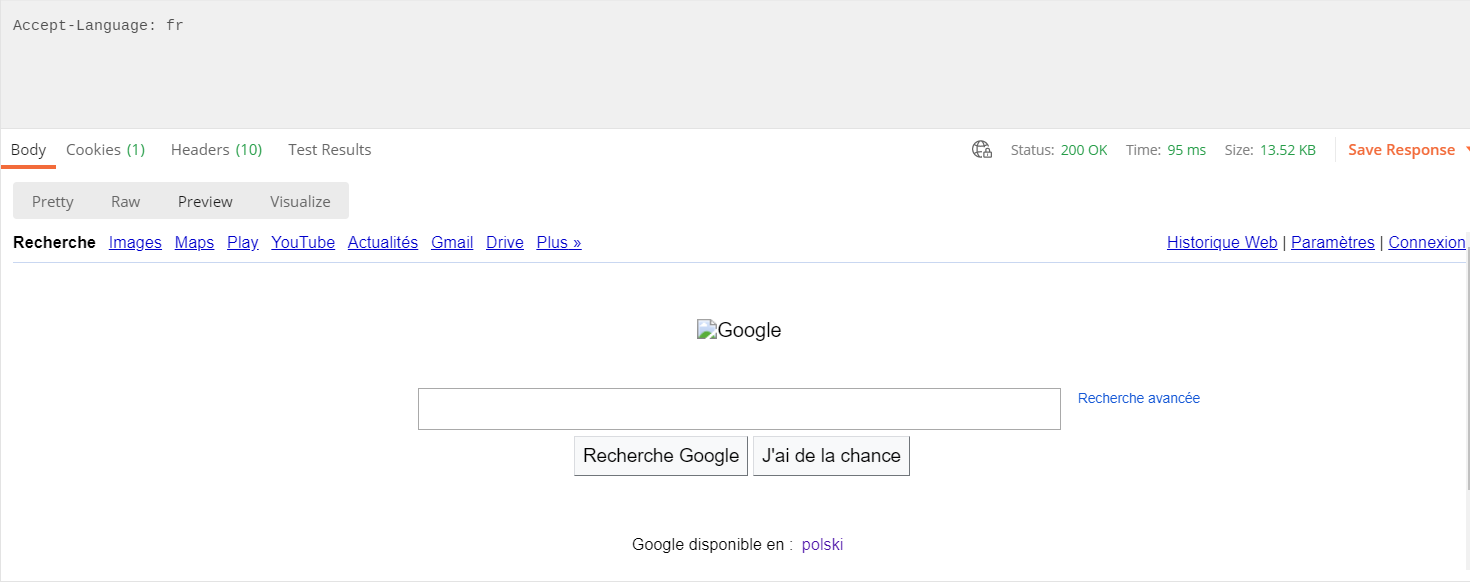 Accept-Language: fr
Body Cookies (1) Headers (10) Test Results Status: 200 OK Time: 95 ms Size: 13.52 KB Save Response
Pretty Raw Preview Visualize
Recherche Images Maps Play YouTube Actualités Gmail Drive Plus » Historique Web | Paramètres | Connexion
Google
Recherche avancée
Recherche Google J'ai de la chance
Google disponible en : polski